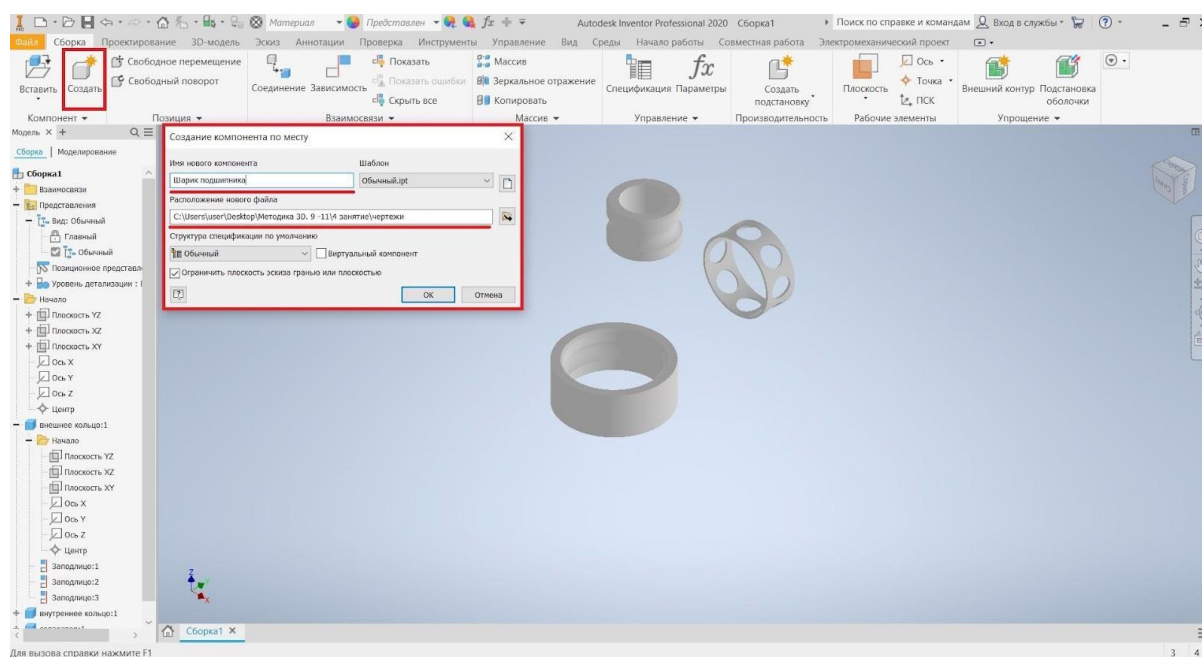 Материал
Представлен
Autodesk Inventor Professional 2020 Сборка1
Поиск по справке и командам
Вход в службы
Файл Сборка Проектирование 3D-модель Эскиз Аннотации Проверка Инструменты Управление Вид Среды Начало работы Совместная работа Электромеханический проект
Вставить
Создать
Свободное перемещение
Свободный поворот
Соединение
Зависимость
Показать
Показать ошибки
Скрыть все
Массив
Зеркальное отражение
Копировать
Спецификация
fx
Параметры
Создать подстановку
Плоскость
Ось
Точка
ПСК
Внешний контур
Подстановка оболочки
Компонент Позиция Взаимосвязи Массив Управление Производительность Рабочие элементы Упрощение
Модель × +
Сборка | Моделирование
Сборка1
Взаимосвязи
Представления
Вид: Обычный
Главный
Обычный
Позиционное представл
Уровень детализации :
Начало
Плоскость YZ
Плоскость XZ
Плоскость XY
Ось X
Ось Y
Ось Z
Центр
внешнее кольцо:1
Начало
Плоскость YZ
Плоскость XZ
Плоскость XY
Ось X
Ось Y
Ось Z
Центр
Заподлицо:1
Заподлицо:2
Заподлицо:3
внутреннее кольцо:1
Создание компонента по месту
Имя нового компонента
Шаблон
Шарик подшипника
Обычный.ipt
Расположение нового файла
C:\Users\user\Desktop\Методика 3D. 9 -11\4 занятие\чертежи
Структура спецификации по умолчанию
Обычный
Виртуальный компонент
Ограничить плоскость эскиза гранью или плоскостью
ОК
Отмена
Z
X
Сборка1 ×
Для вызова справки нажмите F1
3 4